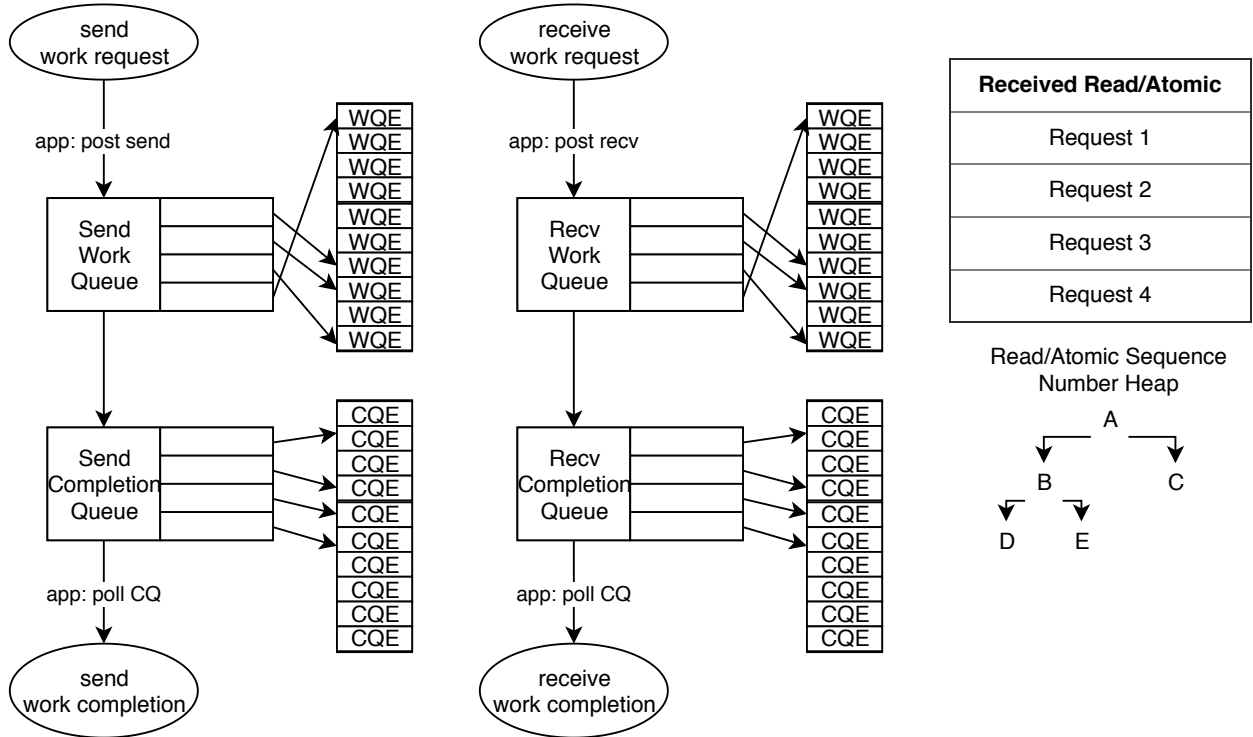 send
work request
app: post send
WQE
WQE
WQE
WQE
WQE
WQE
WQE
WQE
WQE
WQE
Send
Work
Queue
CQE
CQE
CQE
CQE
CQE
CQE
CQE
CQE
CQE
CQE
Send
Completion
Queue
app: poll CQ
send
work completion
receive
work request
app: post recv
WQE
WQE
WQE
WQE
WQE
WQE
WQE
WQE
WQE
WQE
Recv
Work
Queue
CQE
CQE
CQE
CQE
CQE
CQE
CQE
CQE
CQE
CQE
Recv
Completion
Queue
app: poll CQ
receive
work completion
Received Read/Atomic
Request 1
Request 2
Request 3
Request 4
Read/Atomic Sequence
Number Heap
A
B C
D E